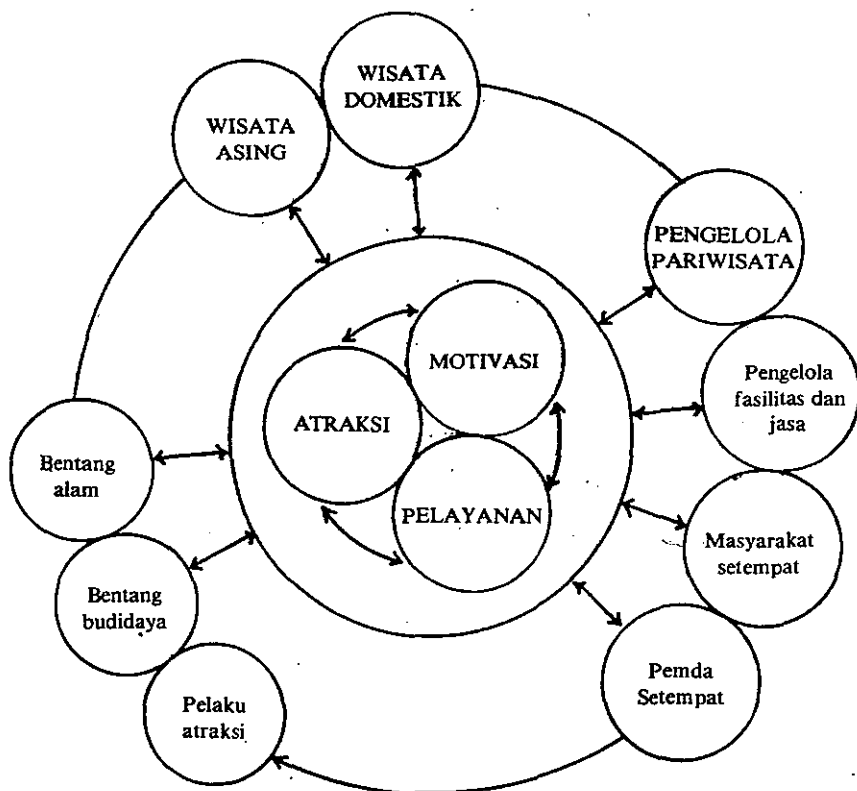 WISATA
DOMESTIK
WISATA
ASING
PENGELOLA
PARIWISATA
MOTIVASI
Pengelola
fasilitas dan
jasa
ATRAKSI
Bentang
alam
PELAYANAN
Masyarakat
setempat
Bentang
budidaya
Pemda
Setempat
Pelaku
atraksi